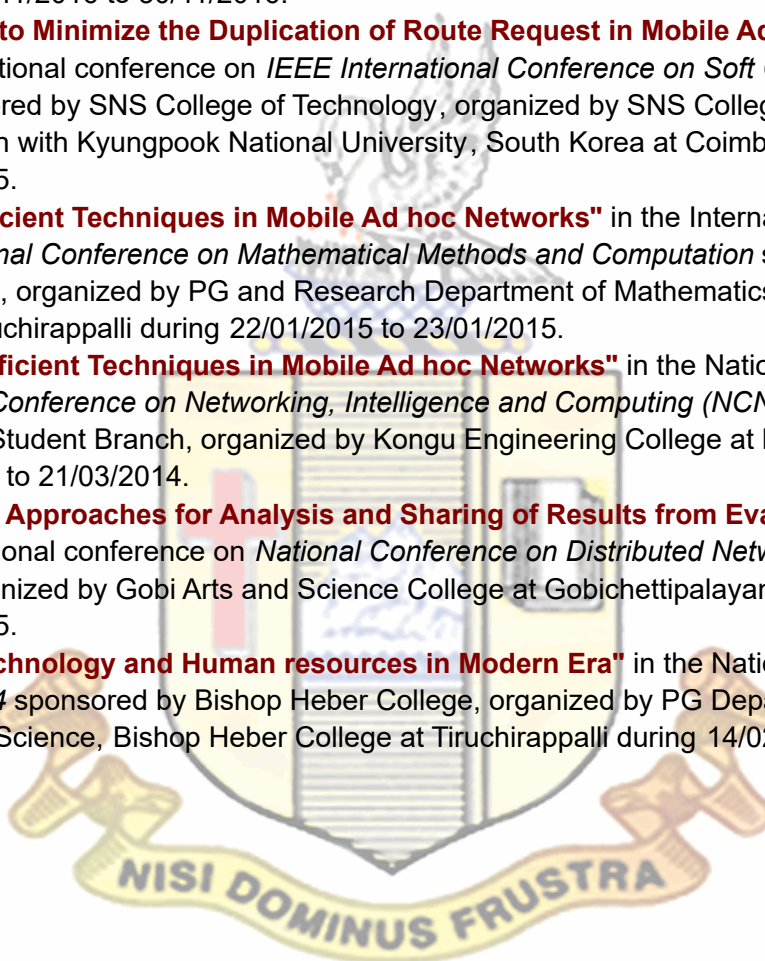 to Minimize the Duplication of Route Request in Mobile Ad
tional conference on IEEE International Conference on Soft
ored by SNS College of Technology, organized by SNS Colleg
n with Kyungpook National University, South Korea at Coimb
5.
cient Techniques in Mobile Ad hoc Networks" in the Interna
nal Conference on Mathematical Methods and Computation s
, organized by PG and Research Department of Mathematics
uchirappalli during 22/01/2015 to 23/01/2015.
ficient Techniques in Mobile Ad hoc Networks" in the Natio
Conference on Networking, Intelligence and Computing (NCN
Student Branch, organized by Kongu Engineering College at
to 21/03/2014.
Approaches for Analysis and Sharing of Results from Eva
ional conference on National Conference on Distributed Netw
nized by Gobi Arts and Science College at Gobichettipalayan
5.
chnology and Human resources in Modern Era" in the Natio
4 sponsored by Bishop Heber College, organized by PG Depa
Science, Bishop Heber College at Tiruchirappalli during 14/02
NISI DOMINUS FRUSTRA